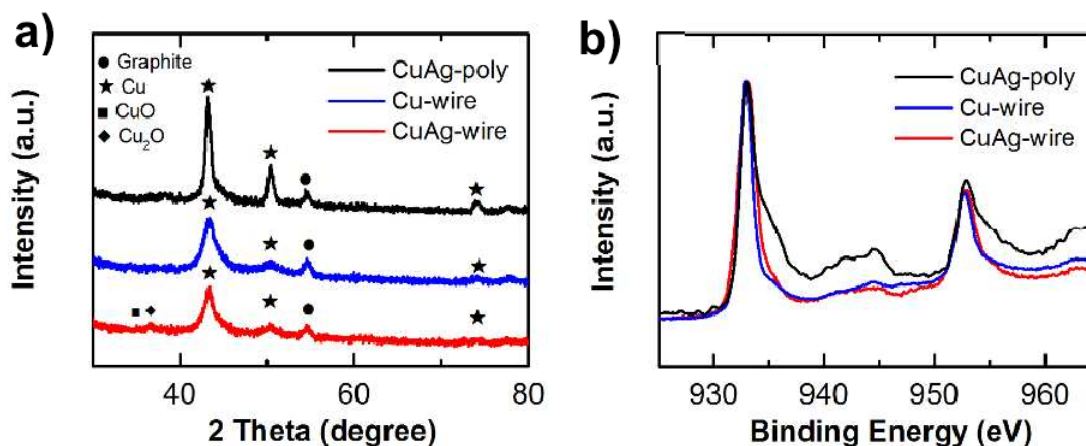 a)
● Graphite
★ Cu
■ CuO
◆ Cu₂O
CuAg-poly
Cu-wire
CuAg-wire
Intensity (a.u.)
40
60
80
2 Theta (degree)
b)
CuAg-poly
Cu-wire
CuAg-wire
Intensity (a.u.)
930
940
950
960
Binding Energy (eV)